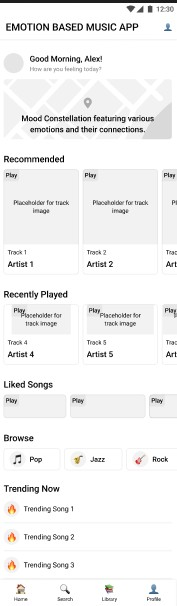 12:30
EMOTION BASED MUSIC APP
Good Morning, Alex!
How are you feeling today?
Mood Constellation featuring various
emotions and their connections.
Recommended
Play
Play
Pl
Placeholder for track
image
Placeholder for track
image
Pl
Track 1
Track 2
Tra
Artist 1
Artist 2
Art
Recently Played
Play
Play
Play
Placeholder for
track image
Placeholder for
track image
Track 4
Track 5
Tra
Artist 4
Artist 5
Art
Liked Songs
Play
Play
Play
Browse
Pop
Jazz
Rock
Trending Now
Trending Song 1
Trending Song 2
Trending Song 3
Home
Search
Library
Profile